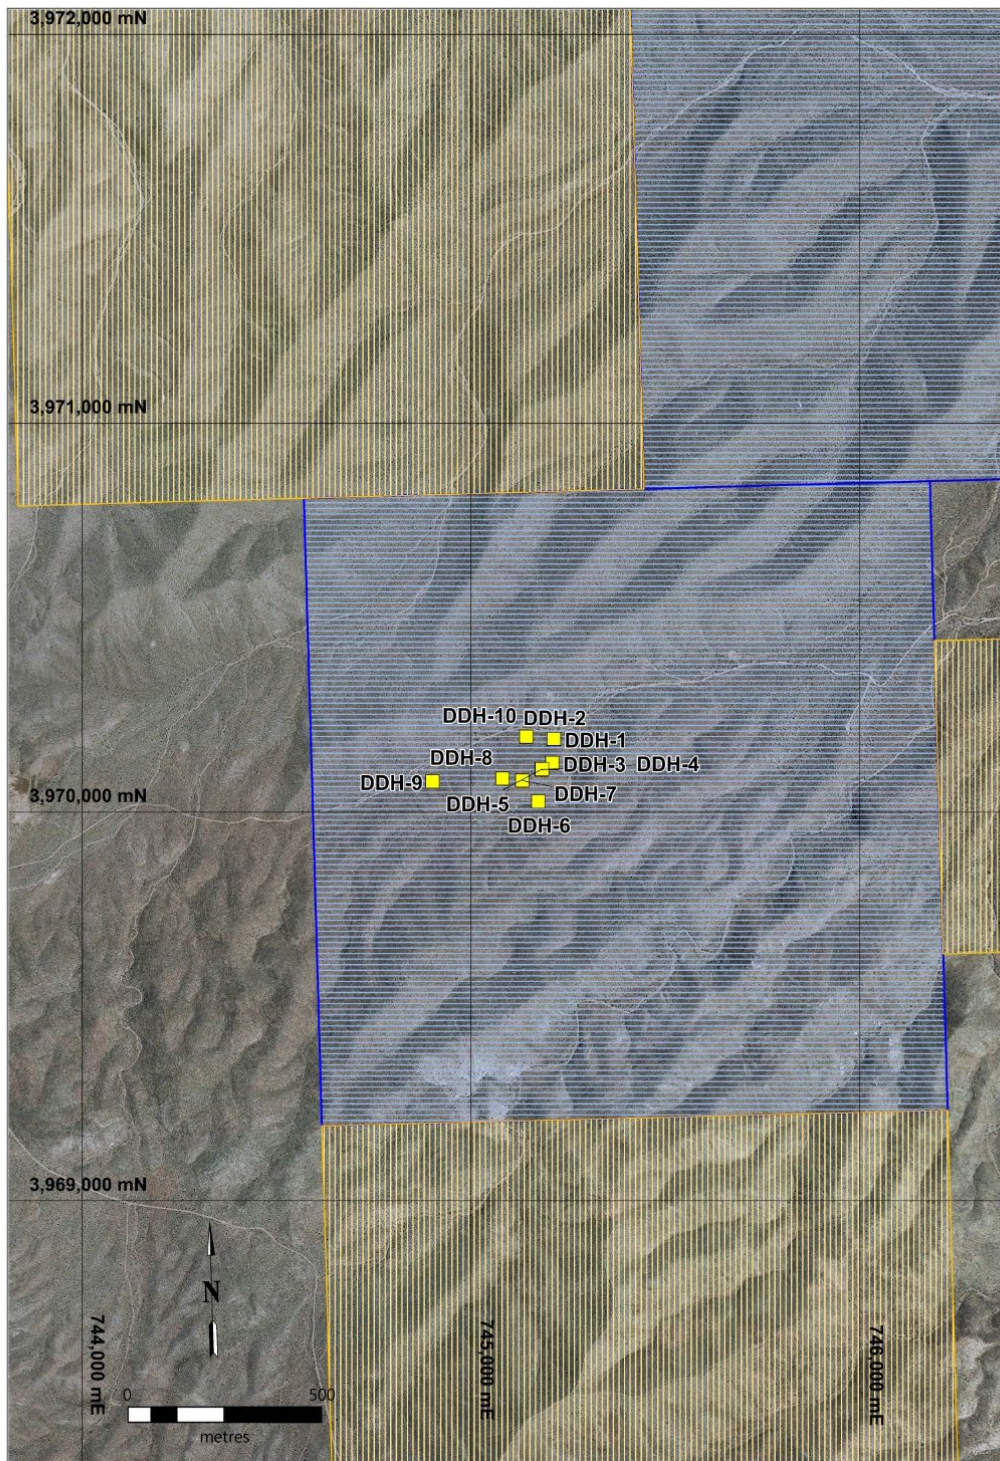 3,972,000 mN
3,971,000 mN
DDH-10 DDH-2
DDH-1
DDH-8 DDH-3 DDH-4
DDH-9
DDH-5 DDH-7
3,970,000 mN
DDH-6
3,969,000 mN
N
744,000 mE
745,000 mE
746,000 mE
0 500
metres